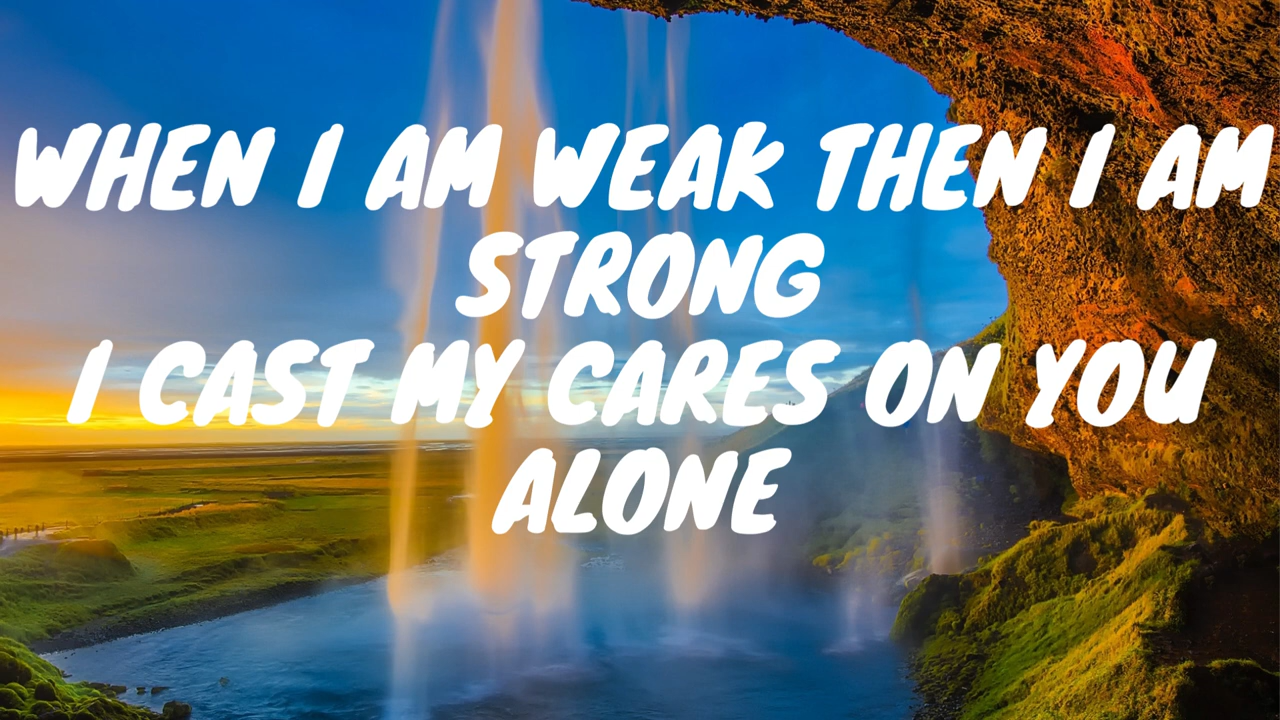 WHEN I AM WEAK THEN I AM
STRONG
I CAST MY CARES ON YOU
ALONE